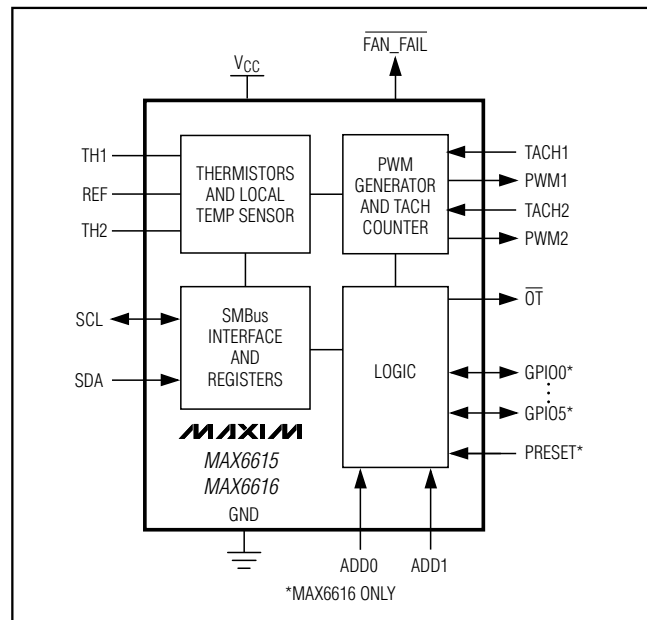 FAN_FAIL
VCC
TH1
REF
TH2
THERMISTORS
AND LOCAL
TEMP SENSOR
PWM
GENERATOR
AND TACH
COUNTER
TACH1
PWM1
TACH2
PWM2
SCL
SDA
SMBus
INTERFACE
AND
REGISTERS
LOGIC
OT
GPIO0*
GPIO5*
PRESET*
MAXIM
MAX6615
MAX6616
GND
ADD0
ADD1
*MAX6616 ONLY